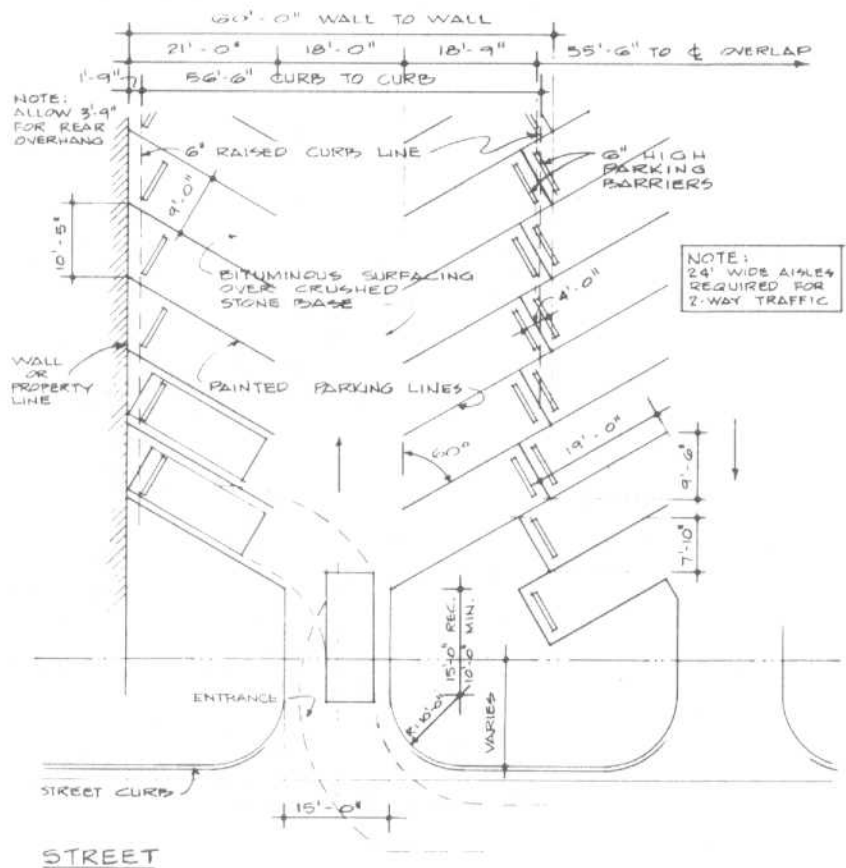 60'-0" WALL TO WALL
21'-0" 18'-0" 18'-9" 35'-6" TO ℄ OVERLAP
1'-9" 56'-6" CURB TO CURB
NOTE:
ALLOW 3'-9"
FOR REAR
OVERHANG
6" RAISED CURB LINE
6" HIGH
PARKING
BARRIERS
9'-0"
10'-5"
BITUMINOUS SURFACING
OVER CRUSHED
STONE BASE
NOTE:
24' WIDE AISLES
REQUIRED FOR
2-WAY TRAFFIC
4'-0"
WALL
OR
PROPERTY
LINE
PAINTED PARKING LINES
60°
19'-0"
9'-6"
7'-10"
15'-0" REC.
10'-0" MIN.
ENTRANCE
R=10'-0"
VARIES
STREET CURB
15'-0"
STREET